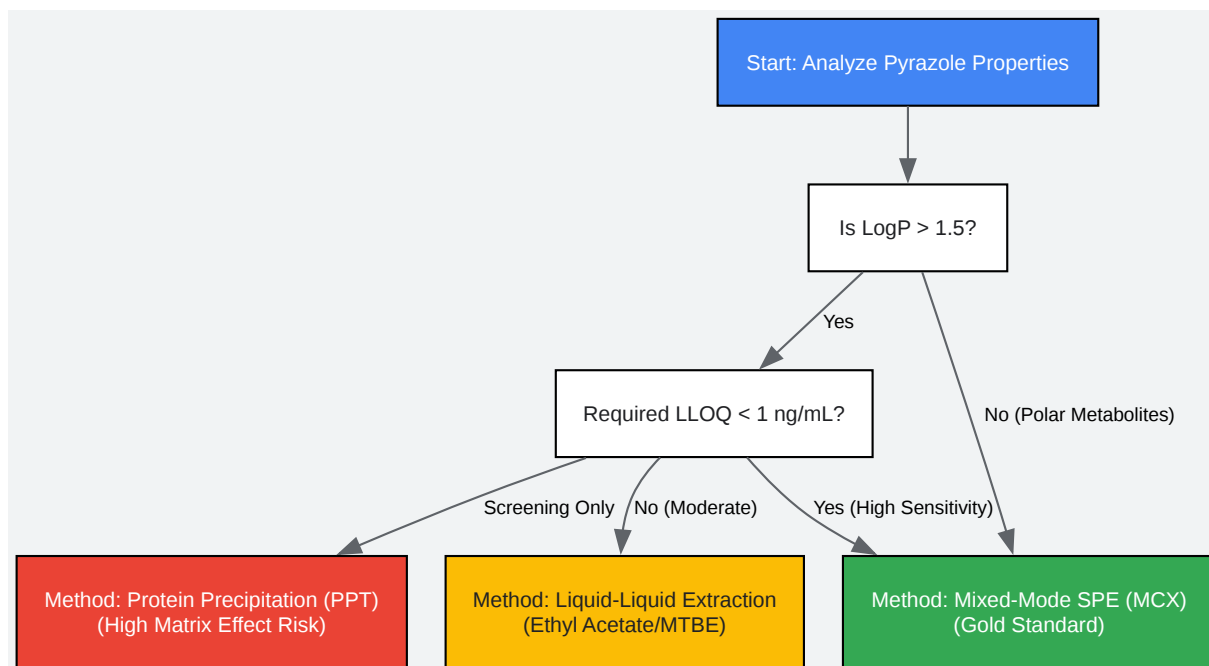 Start: Analyze Pyrazole Properties
Is LogP > 1.5?
Yes
Required LLOQ < 1 ng/mL?
No (Polar Metabolites)
Screening Only
No (Moderate)
Yes (High Sensitivity)
Method: Protein Precipitation (PPT)
(High Matrix Effect Risk)
Method: Liquid-Liquid Extraction
(Ethyl Acetate/MTBE)
Method: Mixed-Mode SPE (MCX)
(Gold Standard)